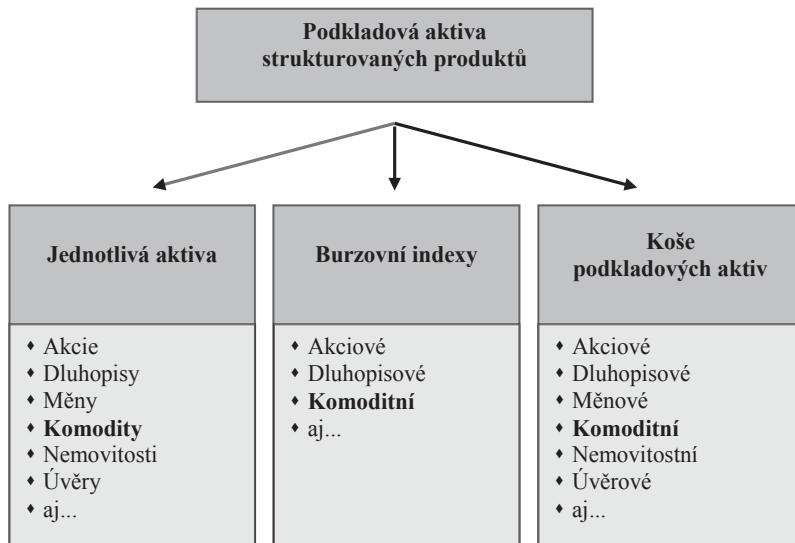 Podkladová aktiva
strukturovaných produktů
Jednotlivá aktiva
♦ Akcie
♦ Dluhopisy
♦ Měny
♦ Komodity
♦ Nemovitosti
♦ Úvěry
♦ aj...
Burzovní indexy
♦ Akciové
♦ Dluhopisové
♦ Komoditní
♦ aj...
Koše
podkladových aktiv
♦ Akciové
♦ Dluhopisové
♦ Měnové
♦ Komoditní
♦ Nemovitostní
♦ Úvěrové
♦ aj...